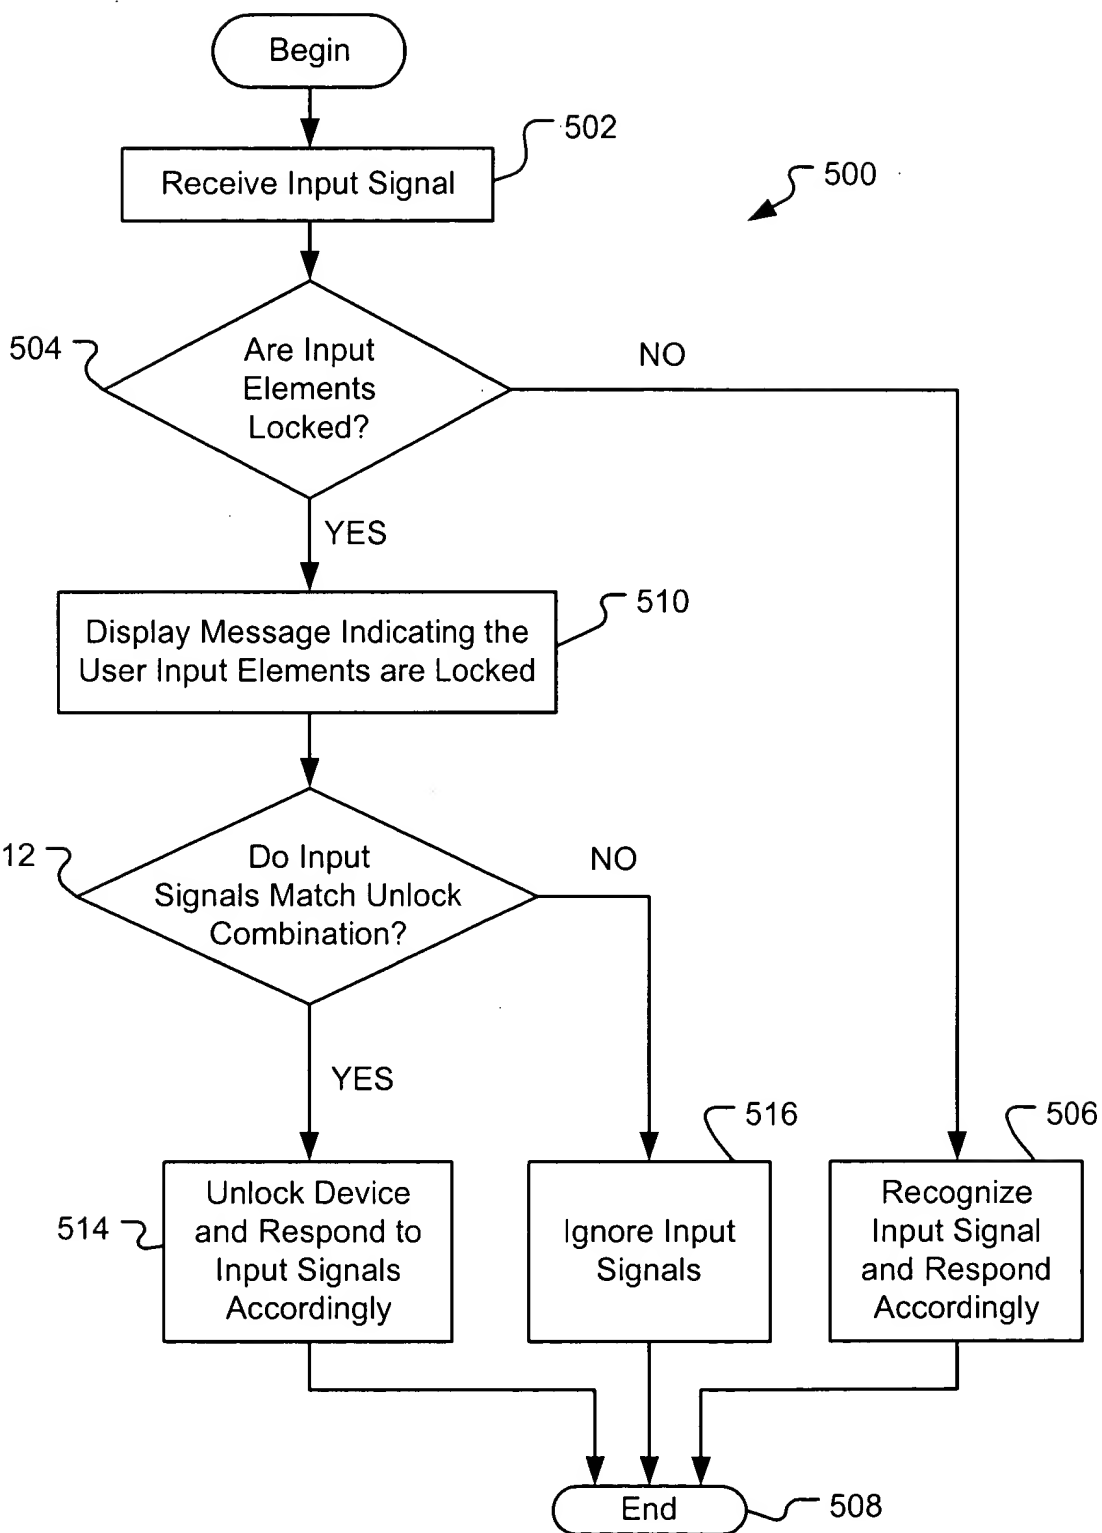 Begin
502
Receive Input Signal
500
504
Are Input
Elements
Locked?
NO
YES
510
Display Message Indicating the
User Input Elements are Locked
12
Do Input
Signals Match Unlock
Combination?
NO
YES
516
506
514
Unlock Device
and Respond to
Input Signals
Accordingly
Ignore Input
Signals
Recognize
Input Signal
and Respond
Accordingly
End
508